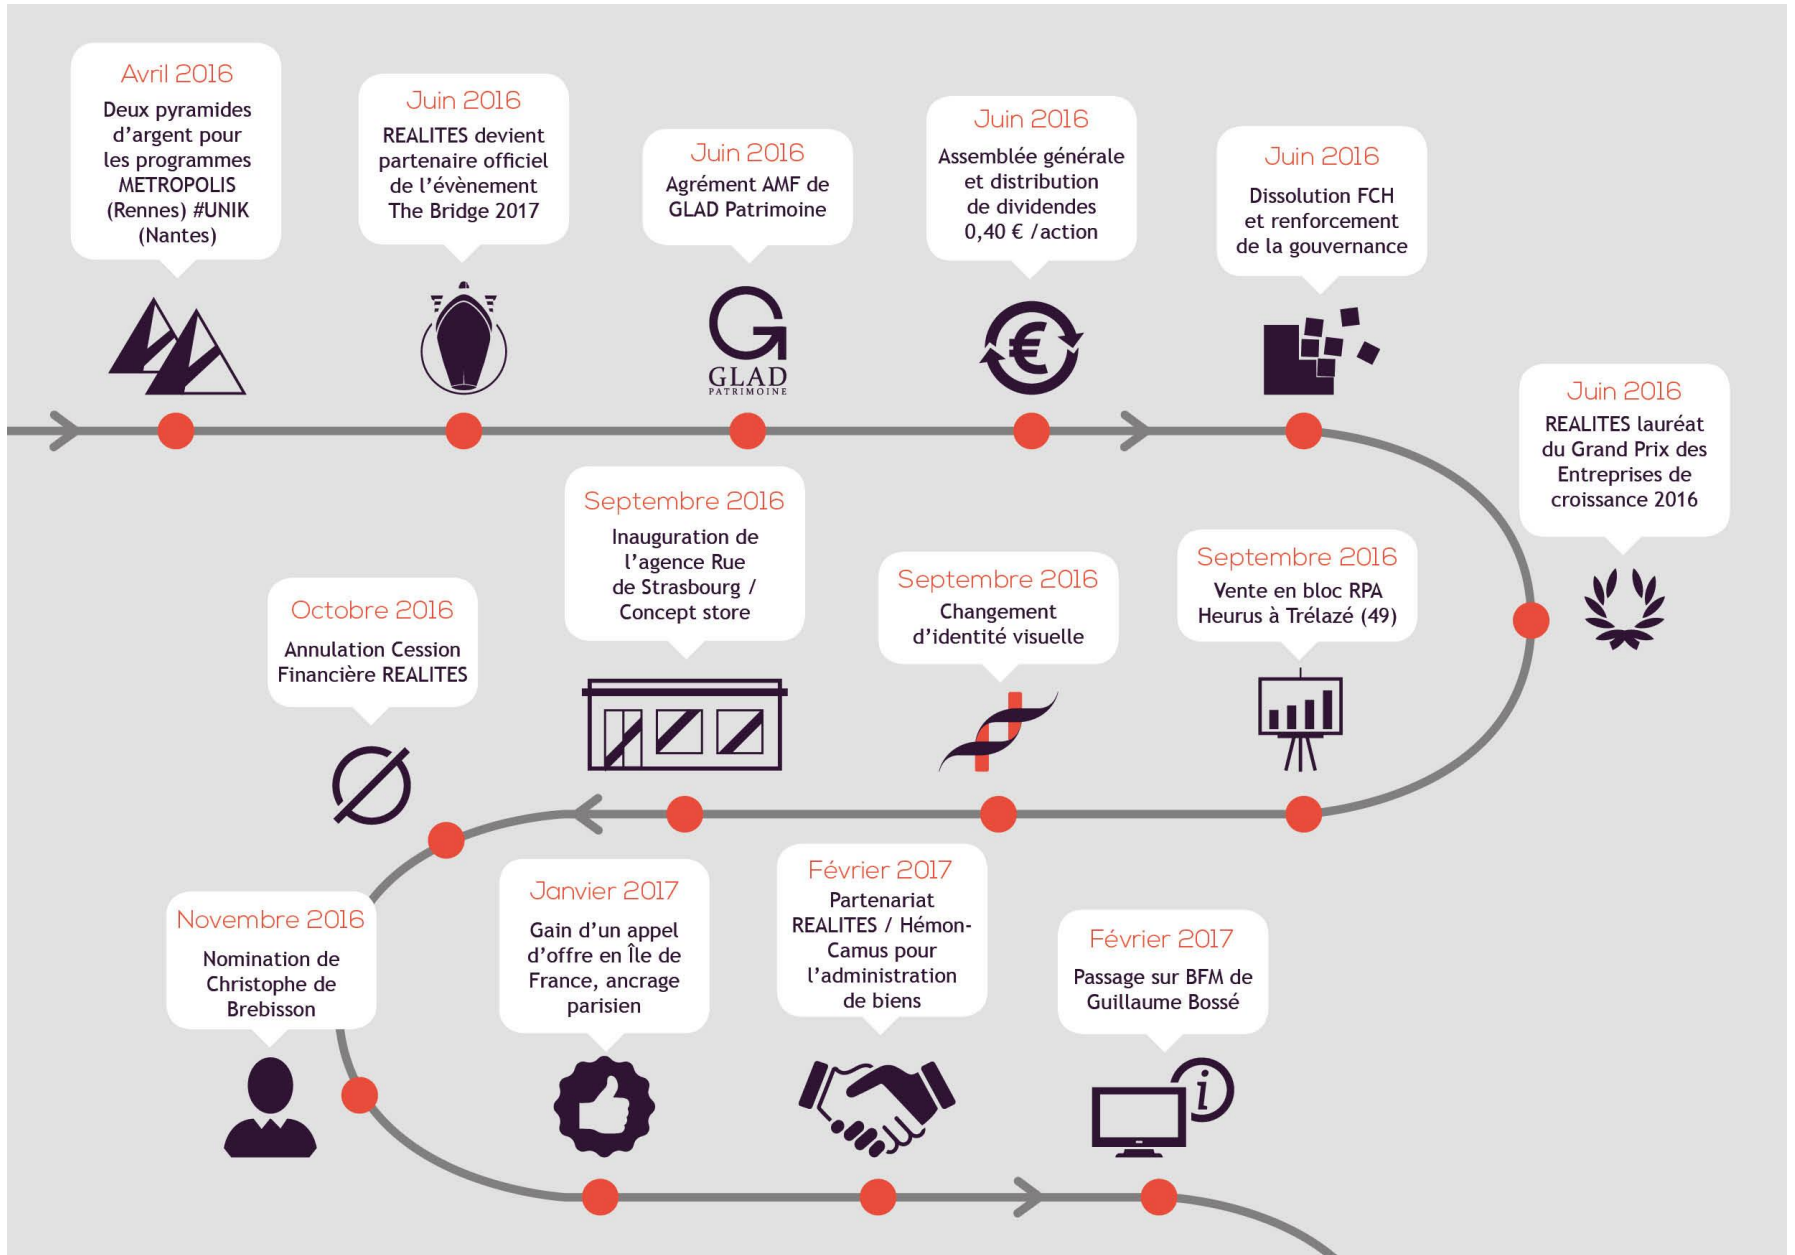 Avril 2016
Deux pyramides
d’argent pour
les programmes
METROPOLIS
(Rennes) #UNIK
(Nantes)
Juin 2016
REALITES devient
partenaire officiel
de l’évènement
The Bridge 2017
Juin 2016
Agrément AMF de
GLAD Patrimoine
GLAD
PATRIMOINE
Juin 2016
Assemblée générale
et distribution
de dividendes
0,40 € /action
€
Juin 2016
Dissolution FCH
et renforcement
de la gouvernance
Juin 2016
REALITES lauréat
du Grand Prix des
Entreprises de
croissance 2016
Septembre 2016
Vente en bloc RPA
Heurus à Trélazé (49)
Septembre 2016
Changement
d’identité visuelle
Septembre 2016
Inauguration de
l’agence Rue
de Strasbourg /
Concept store
Octobre 2016
Annulation Cession
Financière REALITES
Novembre 2016
Nomination de
Christophe de
Brebisson
Janvier 2017
Gain d’un appel
d’offre en Île de
France, ancrage
parisien
Février 2017
Partenariat
REALITES / Hémon-
Camus pour
l’administration
de biens
Février 2017
Passage sur BFM de
Guillaume Bossé
i